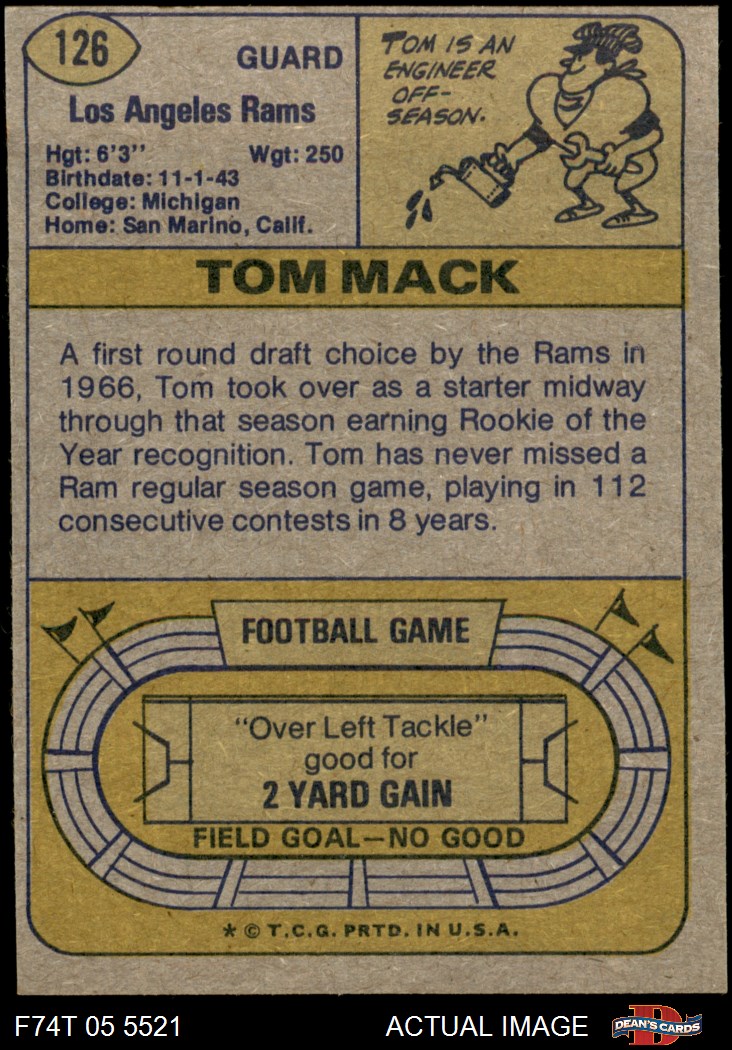 126
GUARD
Los Angeles Rams
Hgt: 6'3" Wgt: 250
Birthdate: 11-1-43
College: Michigan
Home: San Marino, Calif.
TOM IS AN
ENGINEER
OFF-
SEASON.
TOM MACK
A first round draft choice by the Rams in
1966, Tom took over as a starter midway
through that season earning Rookie of the
Year recognition. Tom has never missed a
Ram regular season game, playing in 112
consecutive contests in 8 years.
FOOTBALL GAME
"Over Left Tackle"
good for
2 YARD GAIN
FIELD GOAL—NO GOOD
* © T.C.G. PRTD. IN U.S.A.
F74T 05 5521 ACTUAL IMAGE
D
DEAN'S CARDS